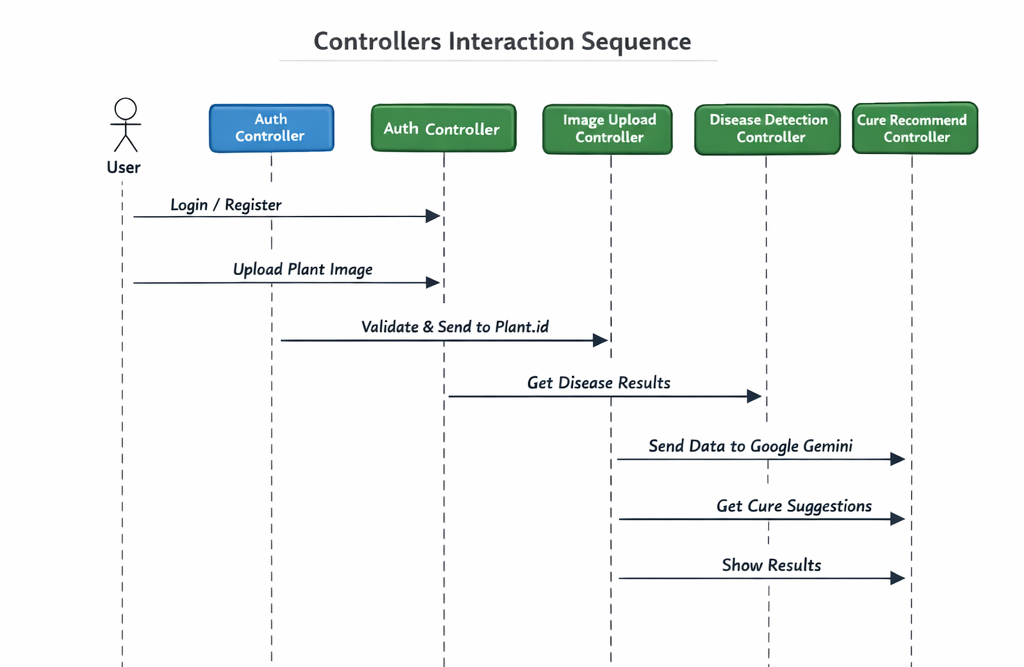 Controllers Interaction Sequence
User
Auth
Controller
Auth Controller
Image Upload
Controller
Disease Detection
Controller
Cure Recommend
Controller
Login / Register
Upload Plant Image
Validate & Send to Plant.id
Get Disease Results
Send Data to Google Gemini
Get Cure Suggestions
Show Results